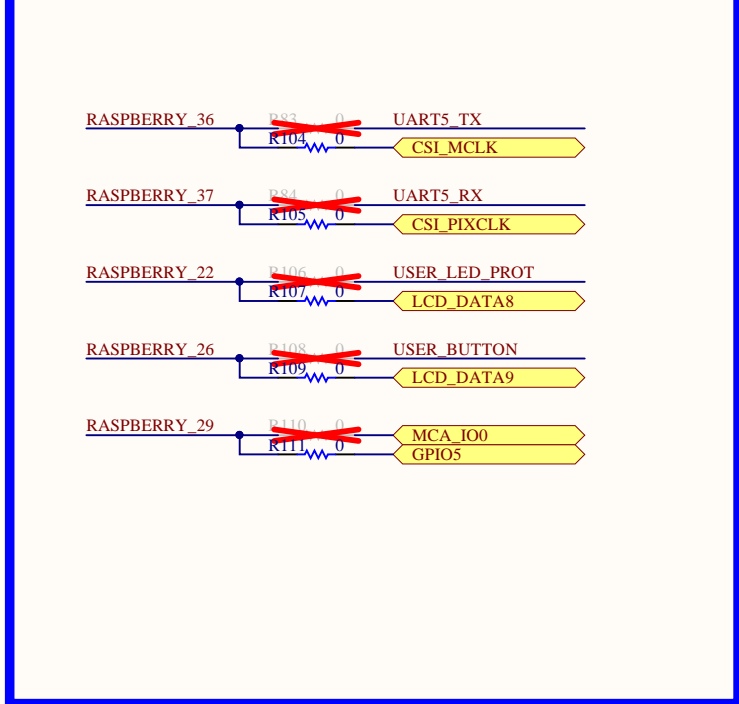 RASPBERRY_36 R83 0 UART5_TX
R104 0 CSI_MCLK
RASPBERRY_37 R84 0 UART5_RX
R105 0 CSI_PIXCLK
RASPBERRY_22 R106 0 USER_LED_PROT
R107 0 LCD_DATA8
RASPBERRY_26 R108 0 USER_BUTTON
R109 0 LCD_DATA9
RASPBERRY_29 R110 0 MCA_IO0
R111 0 GPIO5